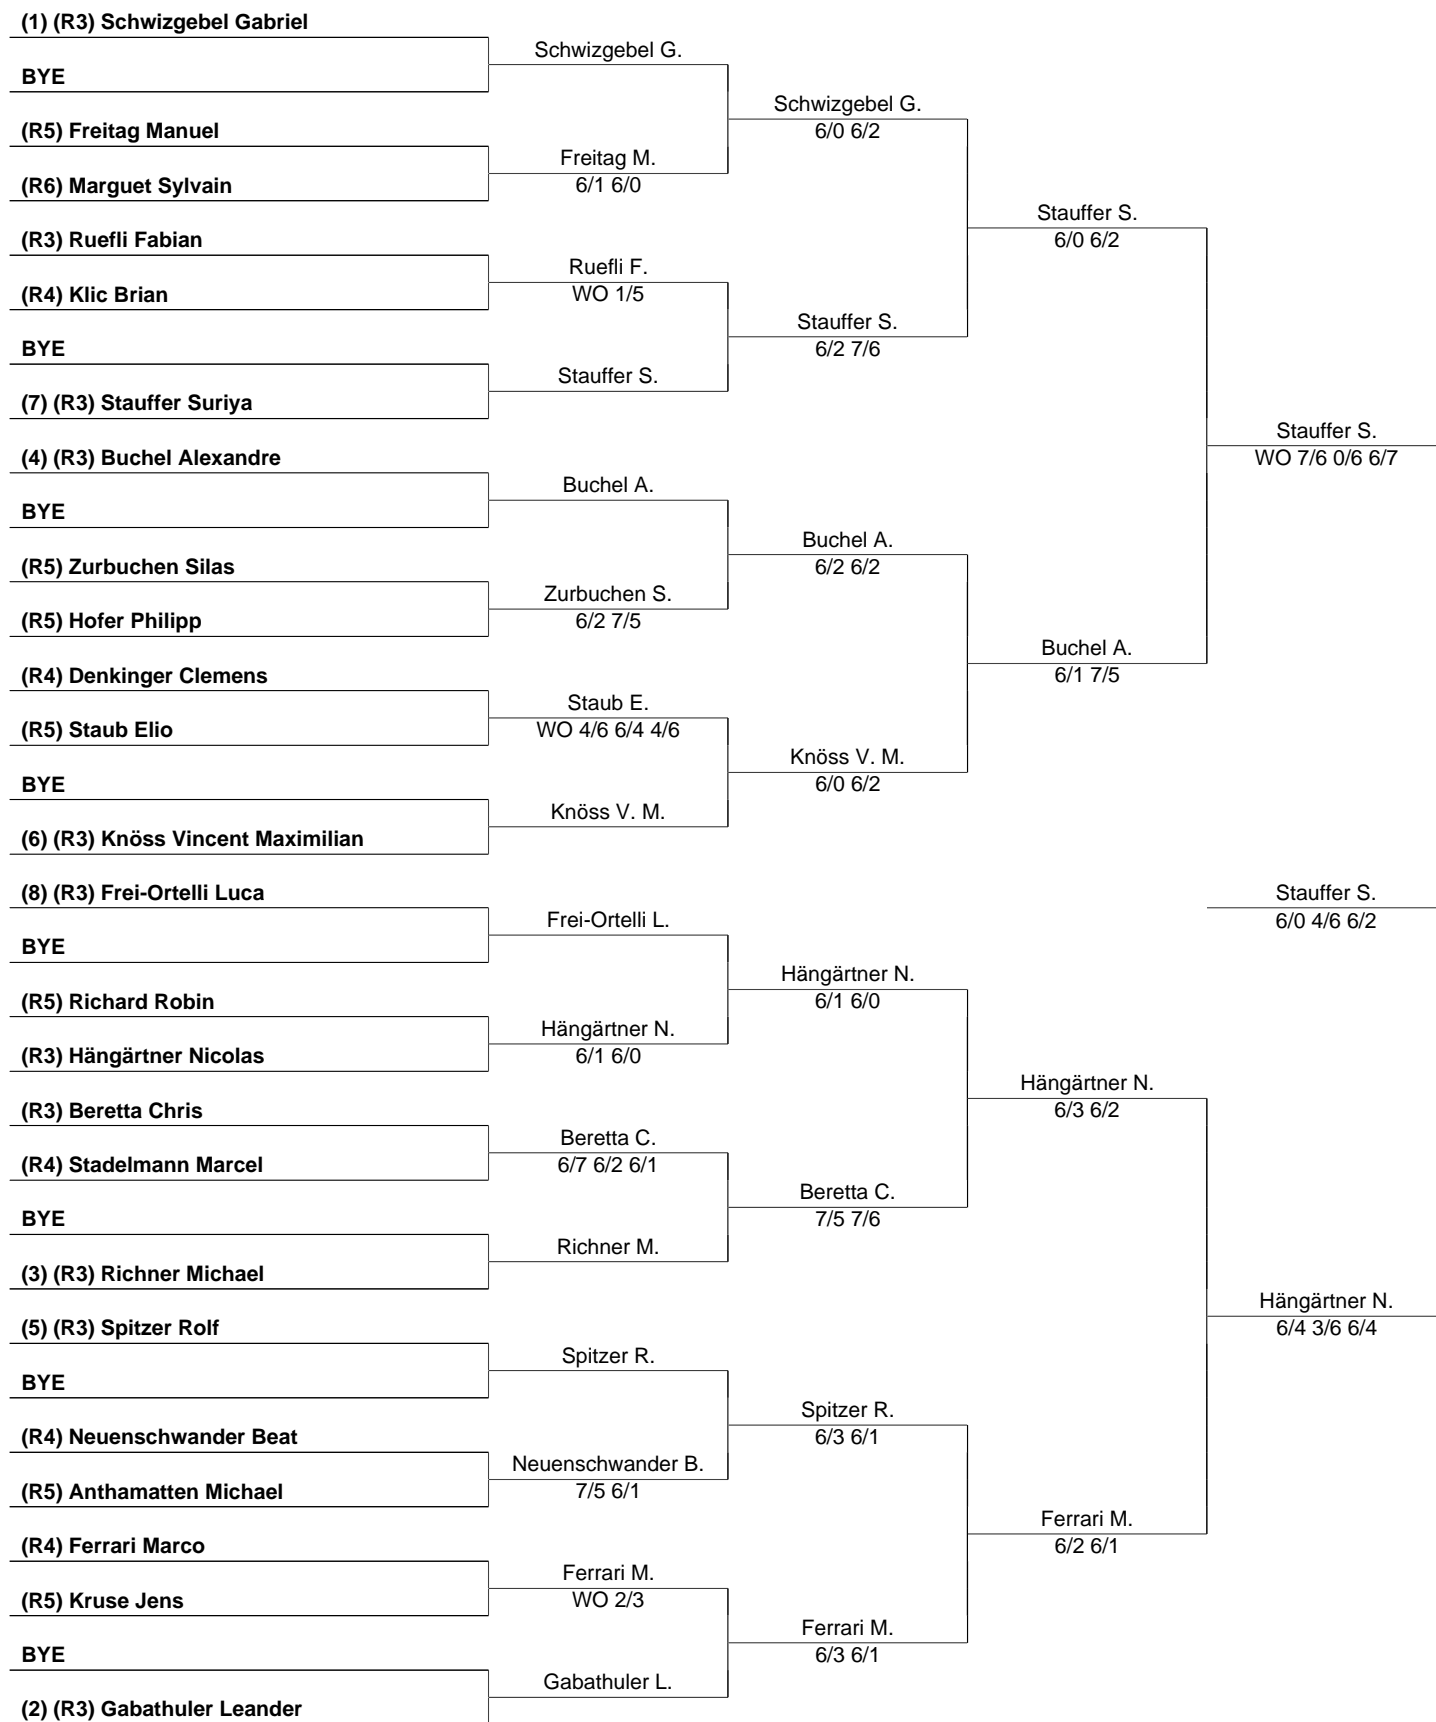 (1) (R3) Schwizgebel Gabriel
Schwizgebel G.
BYE
Schwizgebel G.
6/0 6/2
(R5) Freitag Manuel
Freitag M.
6/1 6/0
(R6) Marguet Sylvain
Stauffer S.
6/0 6/2
(R3) Ruefli Fabian
Ruefli F.
WO 1/5
(R4) Klic Brian
Stauffer S.
6/2 7/6
BYE
Stauffer S.
(7) (R3) Stauffer Suriya
Stauffer S.
WO 7/6 0/6 6/7
(4) (R3) Buchel Alexandre
Buchel A.
BYE
Buchel A.
6/2 6/2
(R5) Zurbuchen Silas
Zurbuchen S.
6/2 7/5
(R5) Hofer Philipp
Buchel A.
6/1 7/5
(R4) Denkinger Clemens
Staub E.
WO 4/6 6/4 4/6
(R5) Staub Elio
Knöss V. M.
6/0 6/2
BYE
Knöss V. M.
(6) (R3) Knöss Vincent Maximilian
(8) (R3) Frei-Ortelli Luca
Stauffer S.
6/0 4/6 6/2
Frei-Ortelli L.
BYE
Hängärtner N.
6/1 6/0
(R5) Richard Robin
Hängärtner N.
6/1 6/0
(R3) Hängärtner Nicolas
Hängärtner N.
6/3 6/2
(R3) Beretta Chris
Beretta C.
6/7 6/2 6/1
(R4) Stadelmann Marcel
Beretta C.
7/5 7/6
BYE
Richner M.
(3) (R3) Richner Michael
Hängärtner N.
6/4 3/6 6/4
(5) (R3) Spitzer Rolf
Spitzer R.
BYE
Spitzer R.
6/3 6/1
(R4) Neuenschwander Beat
Neuenschwander B.
7/5 6/1
(R5) Anthamatten Michael
Ferrari M.
6/2 6/1
(R4) Ferrari Marco
Ferrari M.
WO 2/3
(R5) Kruse Jens
Ferrari M.
6/3 6/1
BYE
Gabathuler L.
(2) (R3) Gabathuler Leander